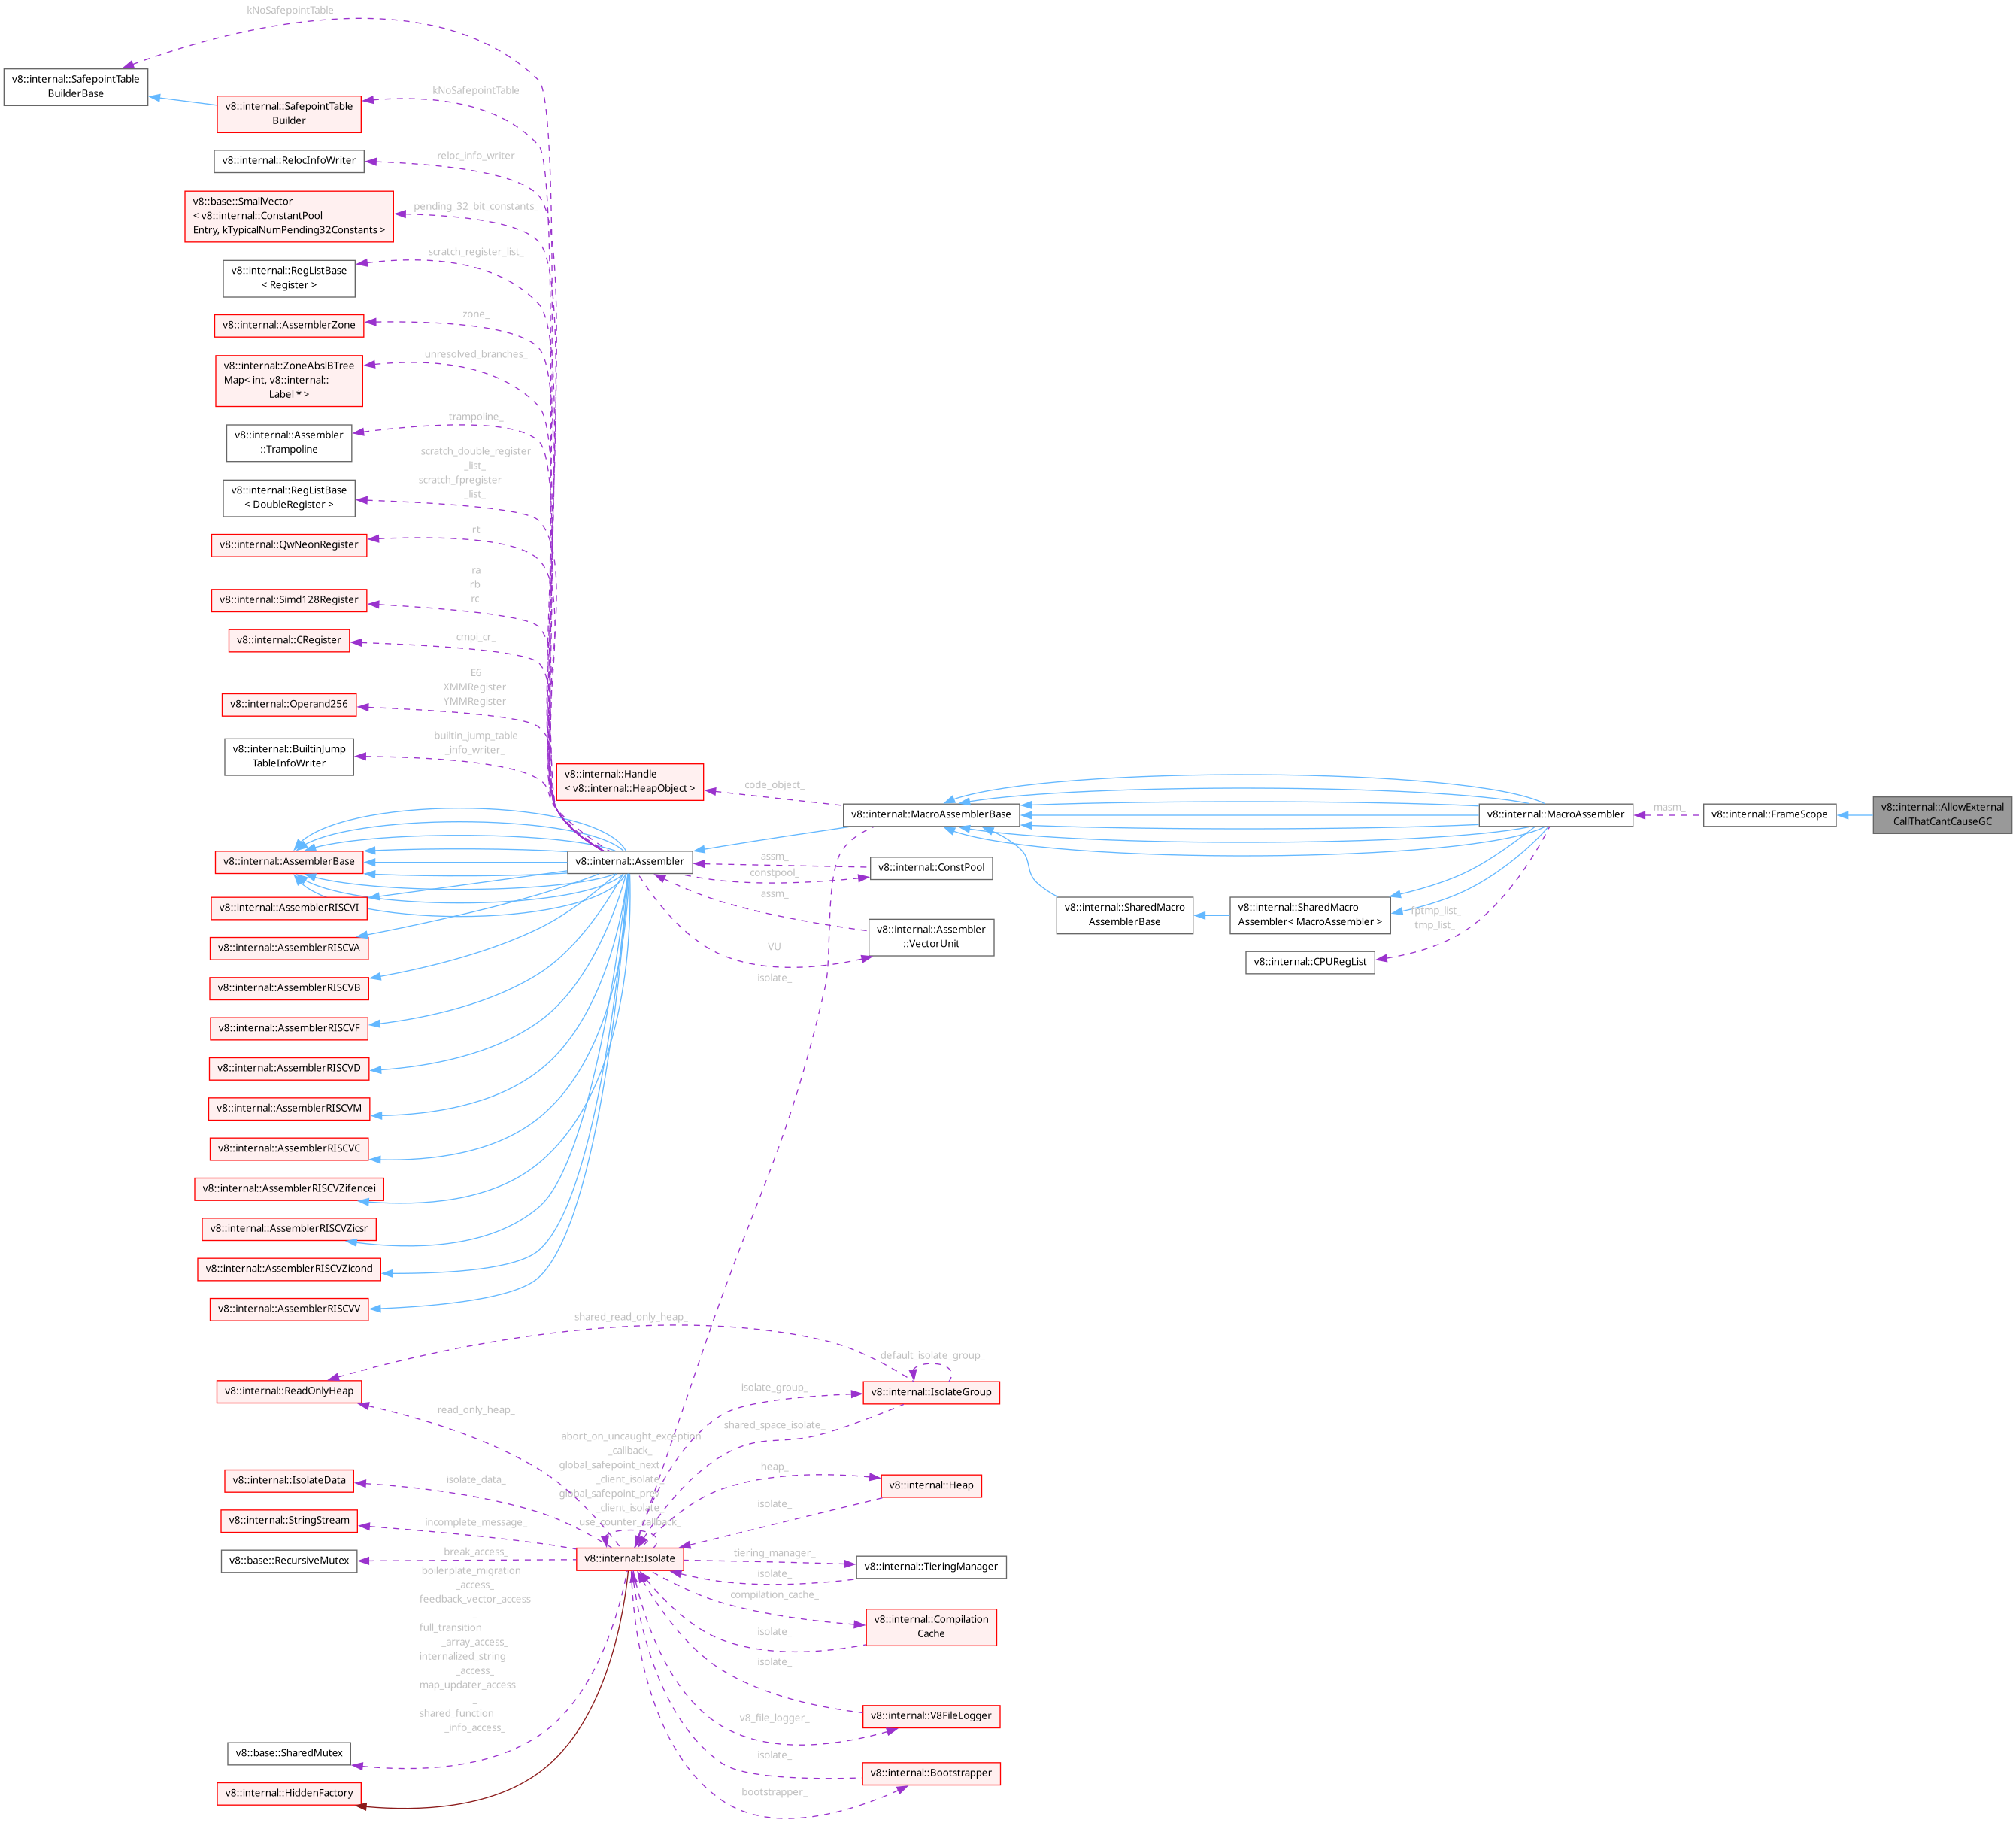 kNoSafepointTable
v8::internal::SafepointTable
BuilderBase
kNoSafepointTable
v8::internal::SafepointTable
Builder
reloc_info_writer
v8::internal::RelocInfoWriter
v8::base::SmallVector
< v8::internal::ConstantPool
Entry, kTypicalNumPending32Constants >
pending_32_bit_constants_
scratch_register_list_
v8::internal::RegListBase
< Register >
zone_
v8::internal::AssemblerZone
unresolved_branches_
v8::internal::ZoneAbslBTree
Map< int, v8::internal::
Label * >
trampoline_
v8::internal::Assembler
::Trampoline
scratch_double_register
_list_
scratch_fpregister
_list_
v8::internal::RegListBase
< DoubleRegister >
rt
v8::internal::QwNeonRegister
ra
rb
rc
v8::internal::Simd128Register
cmpi_cr_
v8::internal::CRegister
E6
XMMRegister
YMMRegister
v8::internal::Operand256
builtin_jump_table
_info_writer_
v8::internal::BuiltinJump
TableInfoWriter
v8::internal::Handle
< v8::internal::HeapObject >
code_object_
v8::internal::MacroAssemblerBase
v8::internal::MacroAssembler
masm_
v8::internal::FrameScope
v8::internal::AllowExternal
CallThatCantCauseGC
v8::internal::AssemblerBase
v8::internal::Assembler
assm_
constpool_
v8::internal::ConstPool
assm_
v8::internal::Assembler
::VectorUnit
VU
isolate_
v8::internal::SharedMacro
AssemblerBase
v8::internal::SharedMacro
Assembler< MacroAssembler >
fptmp_list_
tmp_list_
v8::internal::CPURegList
v8::internal::AssemblerRISCVI
v8::internal::AssemblerRISCVA
v8::internal::AssemblerRISCVB
v8::internal::AssemblerRISCVF
v8::internal::AssemblerRISCVD
v8::internal::AssemblerRISCVM
v8::internal::AssemblerRISCVC
v8::internal::AssemblerRISCVZifencei
v8::internal::AssemblerRISCVZicsr
v8::internal::AssemblerRISCVZicond
v8::internal::AssemblerRISCVV
shared_read_only_heap_
default_isolate_group_
v8::internal::ReadOnlyHeap
isolate_group_
v8::internal::IsolateGroup
read_only_heap_
shared_space_isolate_
abort_on_uncaught_exception
_callback_
global_safepoint_next
_client_isolate_
global_safepoint_prev
_client_isolate_
use_counter_callback_
v8::internal::IsolateData
isolate_data_
heap_
v8::internal::Heap
isolate_
v8::internal::StringStream
incomplete_message_
v8::base::RecursiveMutex
break_access_
v8::internal::Isolate
tiering_manager_
v8::internal::TieringManager
isolate_
compilation_cache_
v8::internal::Compilation
Cache
isolate_
boilerplate_migration
_access_
feedback_vector_access
_
full_transition
_array_access_
internalized_string
_access_
map_updater_access
_
shared_function
_info_access_
isolate_
v8::internal::V8FileLogger
v8_file_logger_
v8::base::SharedMutex
isolate_
v8::internal::Bootstrapper
bootstrapper_
v8::internal::HiddenFactory